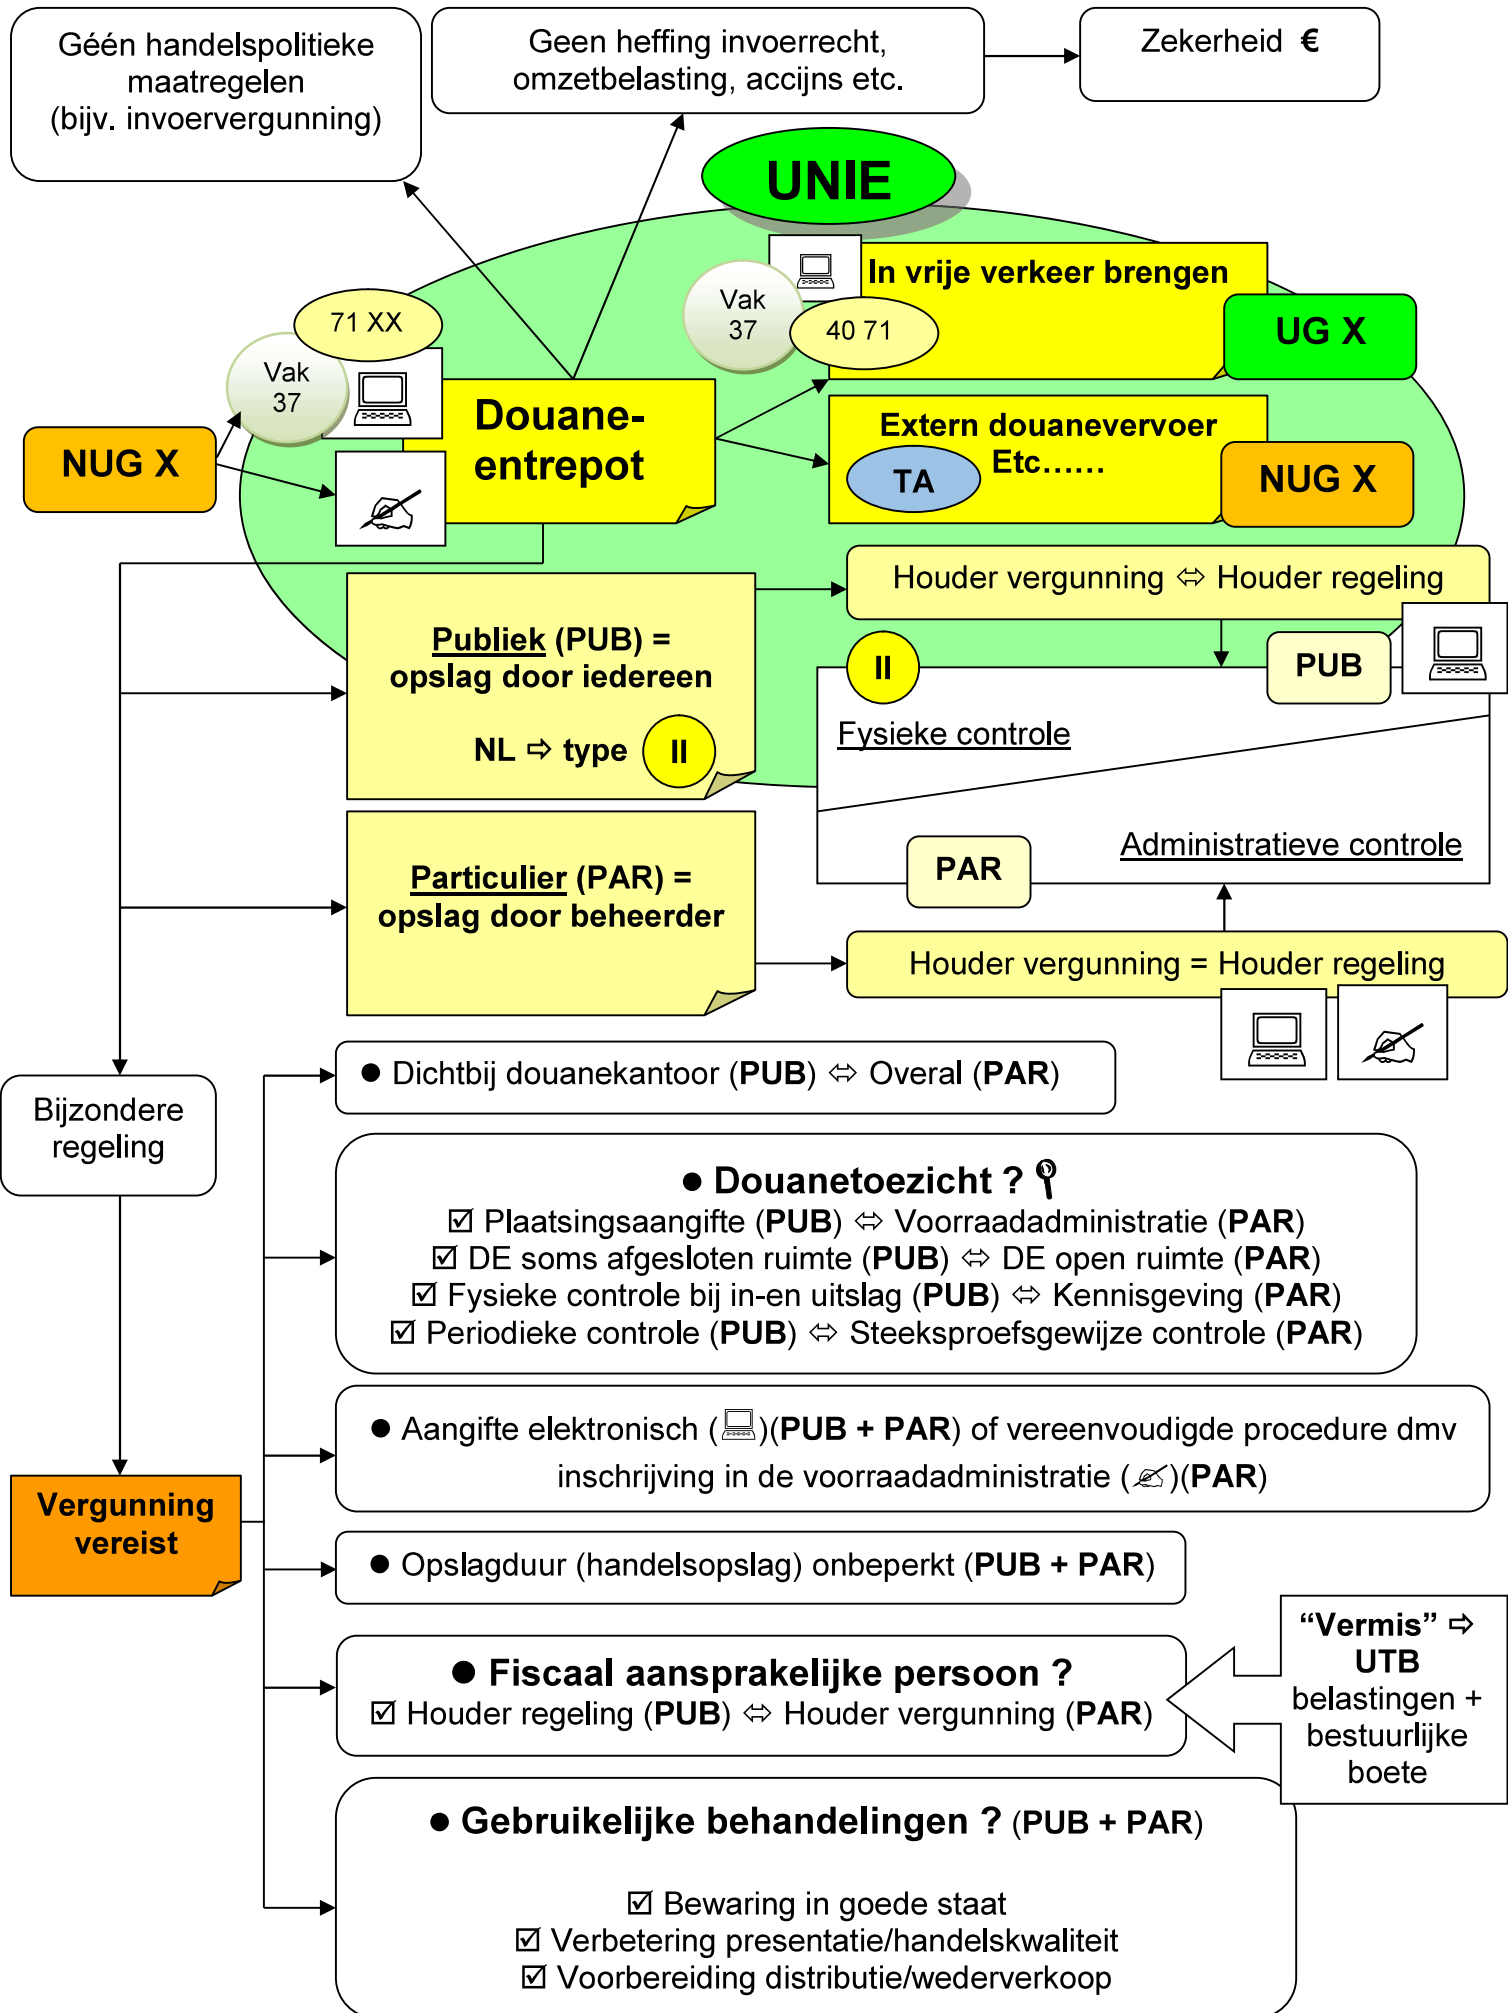 Géén handelspolitieke
maatregelen
(bijv. invoervergunning)
Geen heffing invoerrecht,
omzetbelasting, accijns etc.
Zekerheid €
UNIE
In vrije verkeer brengen
Vak
37
40 71
UG X
71 XX
Vak
37
NUG X
Douane-
entrepot
Extern douanevervoer
Etc……
TA
NUG X
Houder vergunning ⬄ Houder regeling
Publiek (PUB) =
opslag door iedereen
NL ⇨ type II
II
PUB
Fysieke controle
Administratieve controle
PAR
Particulier (PAR) =
opslag door beheerder
Houder vergunning = Houder regeling
● Dichtbij douanekantoor (PUB) ⬄ Overal (PAR)
Bijzondere
regeling
● Douanetoezicht ?
☑ Plaatsingsaangifte (PUB) ⬄ Voorraadadministratie (PAR)
☑ DE soms afgesloten ruimte (PUB) ⬄ DE open ruimte (PAR)
☑ Fysieke controle bij in-en uitslag (PUB) ⬄ Kennisgeving (PAR)
☑ Periodieke controle (PUB) ⬄ Steeksproefsgewijze controle (PAR)
● Aangifte elektronisch (💻)(PUB + PAR) of vereenvoudigde procedure dmv
inschrijving in de voorraadadministratie (✍)(PAR)
Vergunning
vereist
● Opslagduur (handelsopslag) onbeperkt (PUB + PAR)
● Fiscaal aansprakelijke persoon ?
☑ Houder regeling (PUB) ⬄ Houder vergunning (PAR)
“Vermis” ⇨
UTB
belastingen +
bestuurlijke
boete
● Gebruikelijke behandelingen ? (PUB + PAR)
☑ Bewaring in goede staat
☑ Verbetering presentatie/handelskwaliteit
☑ Voorbereiding distributie/wederverkoop